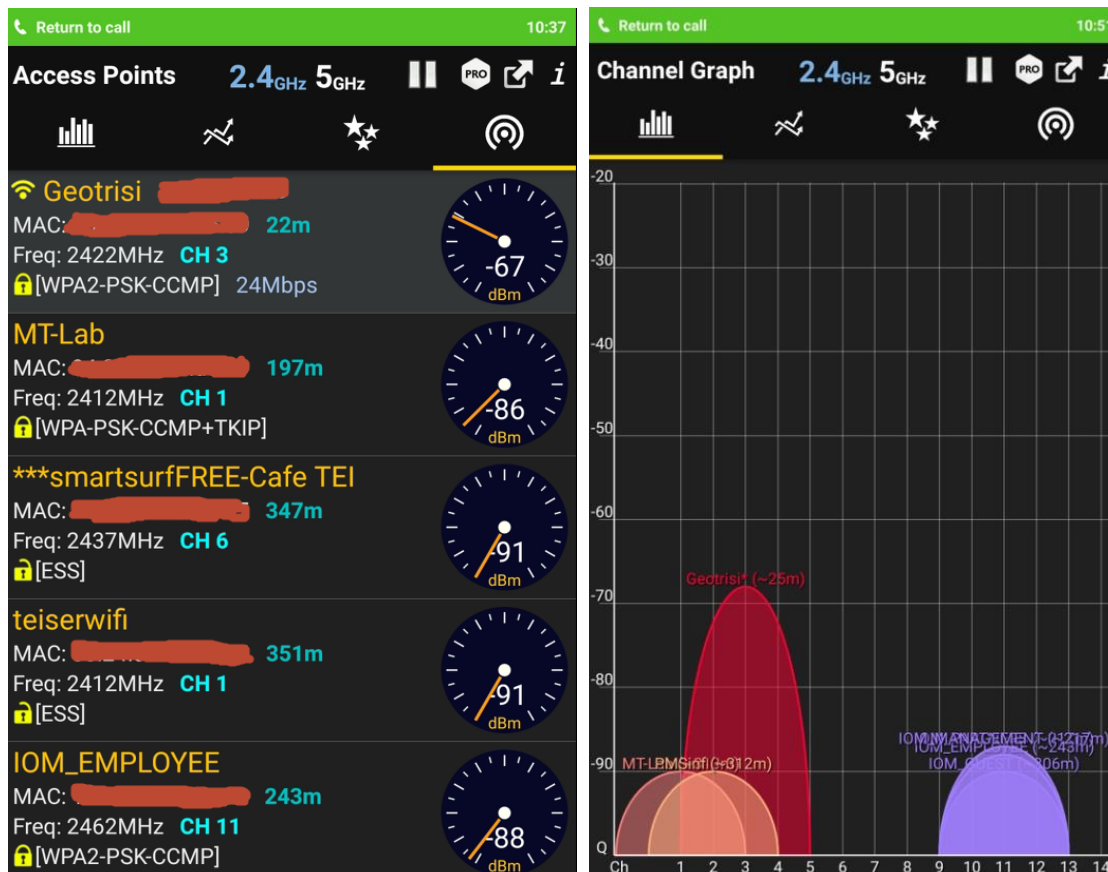 Return to call 10:37
Access Points 2.4GHz 5GHz PRO i
Geotrisi
MAC: 22m
Freq: 2422MHz CH 3
[WPA2-PSK-CCMP] 24Mbps
-67
dBm
MT-Lab
MAC: 197m
Freq: 2412MHz CH 1
[WPA-PSK-CCMP+TKIP]
-86
dBm
***smartsurfFREE-Cafe TEI
MAC: 347m
Freq: 2437MHz CH 6
[ESS]
-91
dBm
teiserwifi
MAC: 351m
Freq: 2412MHz CH 1
[ESS]
-91
dBm
IOM_EMPLOYEE
MAC: 243m
Freq: 2462MHz CH 11
[WPA2-PSK-CCMP]
-88
dBm
Return to call
Channel Graph 2.4GHz 5GHz PRO
-20
-30
-40
-50
-60
Geotrisi* (~25m)
-70
-80
IOM_EMPLOYEE (~243m)
-90
Q
Ch 1 2 3 4 5 6 7 8 9 10 11 12 13 14